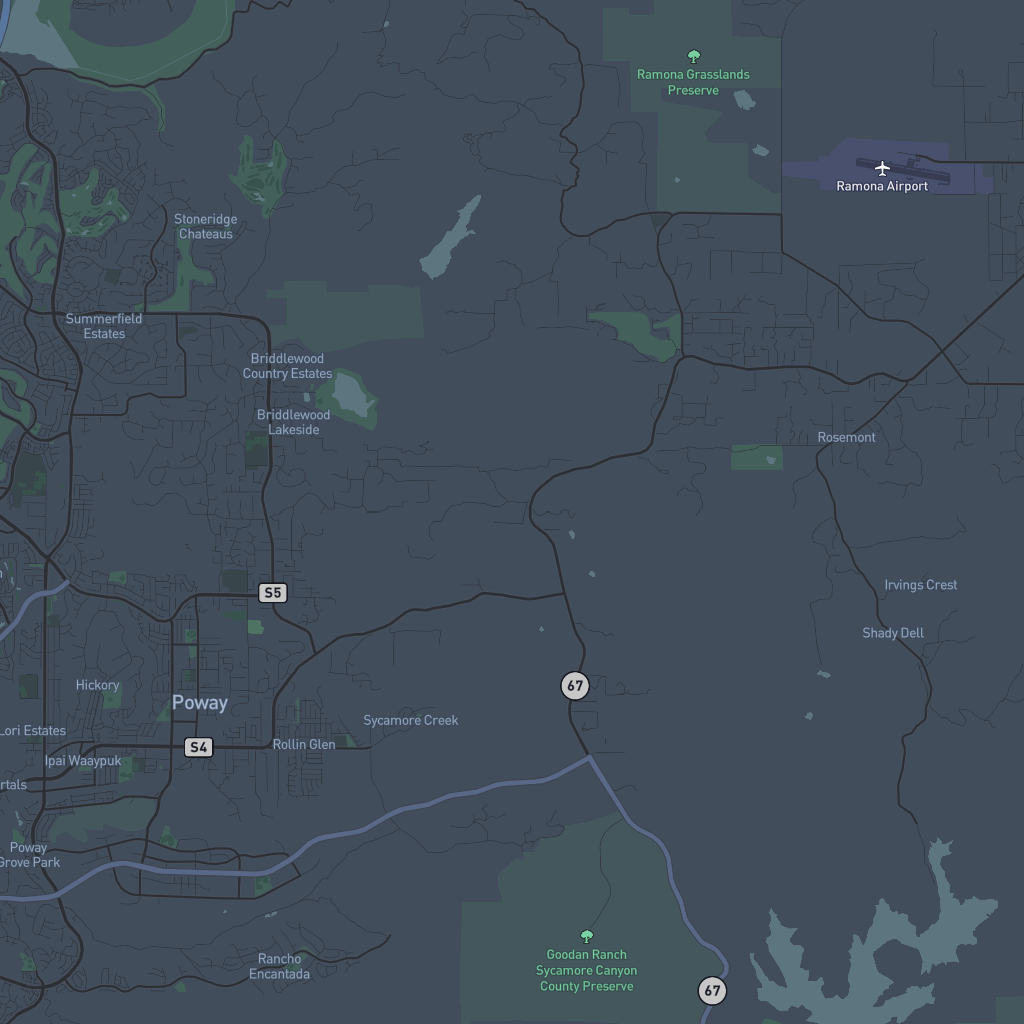 Ramona Grasslands
Preserve
Ramona Airport
Stoneridge
Chateaus
Summerfield
Estates
Briddlewood
Country Estates
Briddlewood
Lakeside
Rosemont
S5
Irvings Crest
Shady Dell
67
Hickory
Poway
Sycamore Creek
Lori Estates
S4
Rollin Glen
Ipai Waaypuk
rtals
Poway
Grove Park
Rancho
Encantada
Goodan Ranch
Sycamore Canyon
County Preserve
67